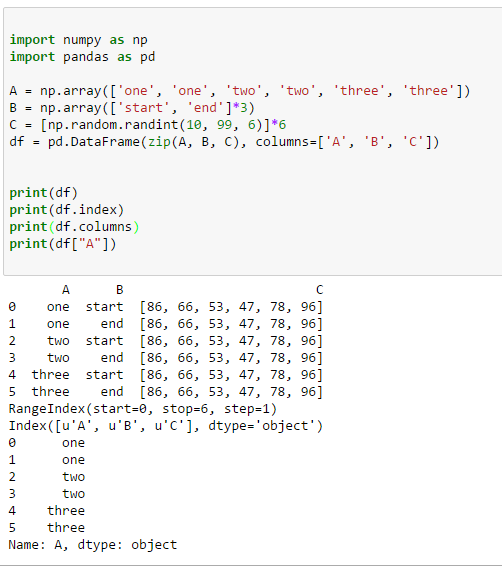 import numpy as np
import pandas as pd
A = np.array(['one', 'one', 'two', 'two', 'three', 'three'])
B = np.array(['start', 'end']*3)
C = [np.random.randint(10, 99, 6)]*6
df = pd.DataFrame(zip(A, B, C), columns=['A', 'B', 'C'])
print(df)
print(df.index)
print(df.columns)
print(df["A"])
       A      B                         C
0    one  start  [86, 66, 53, 47, 78, 96]
1    one    end  [86, 66, 53, 47, 78, 96]
2    two  start  [86, 66, 53, 47, 78, 96]
3    two    end  [86, 66, 53, 47, 78, 96]
4  three  start  [86, 66, 53, 47, 78, 96]
5  three    end  [86, 66, 53, 47, 78, 96]
RangeIndex(start=0, stop=6, step=1)
Index([u'A', u'B', u'C'], dtype='object')
0      one
1      one
2      two
3      two
4    three
5    three
Name: A, dtype: object